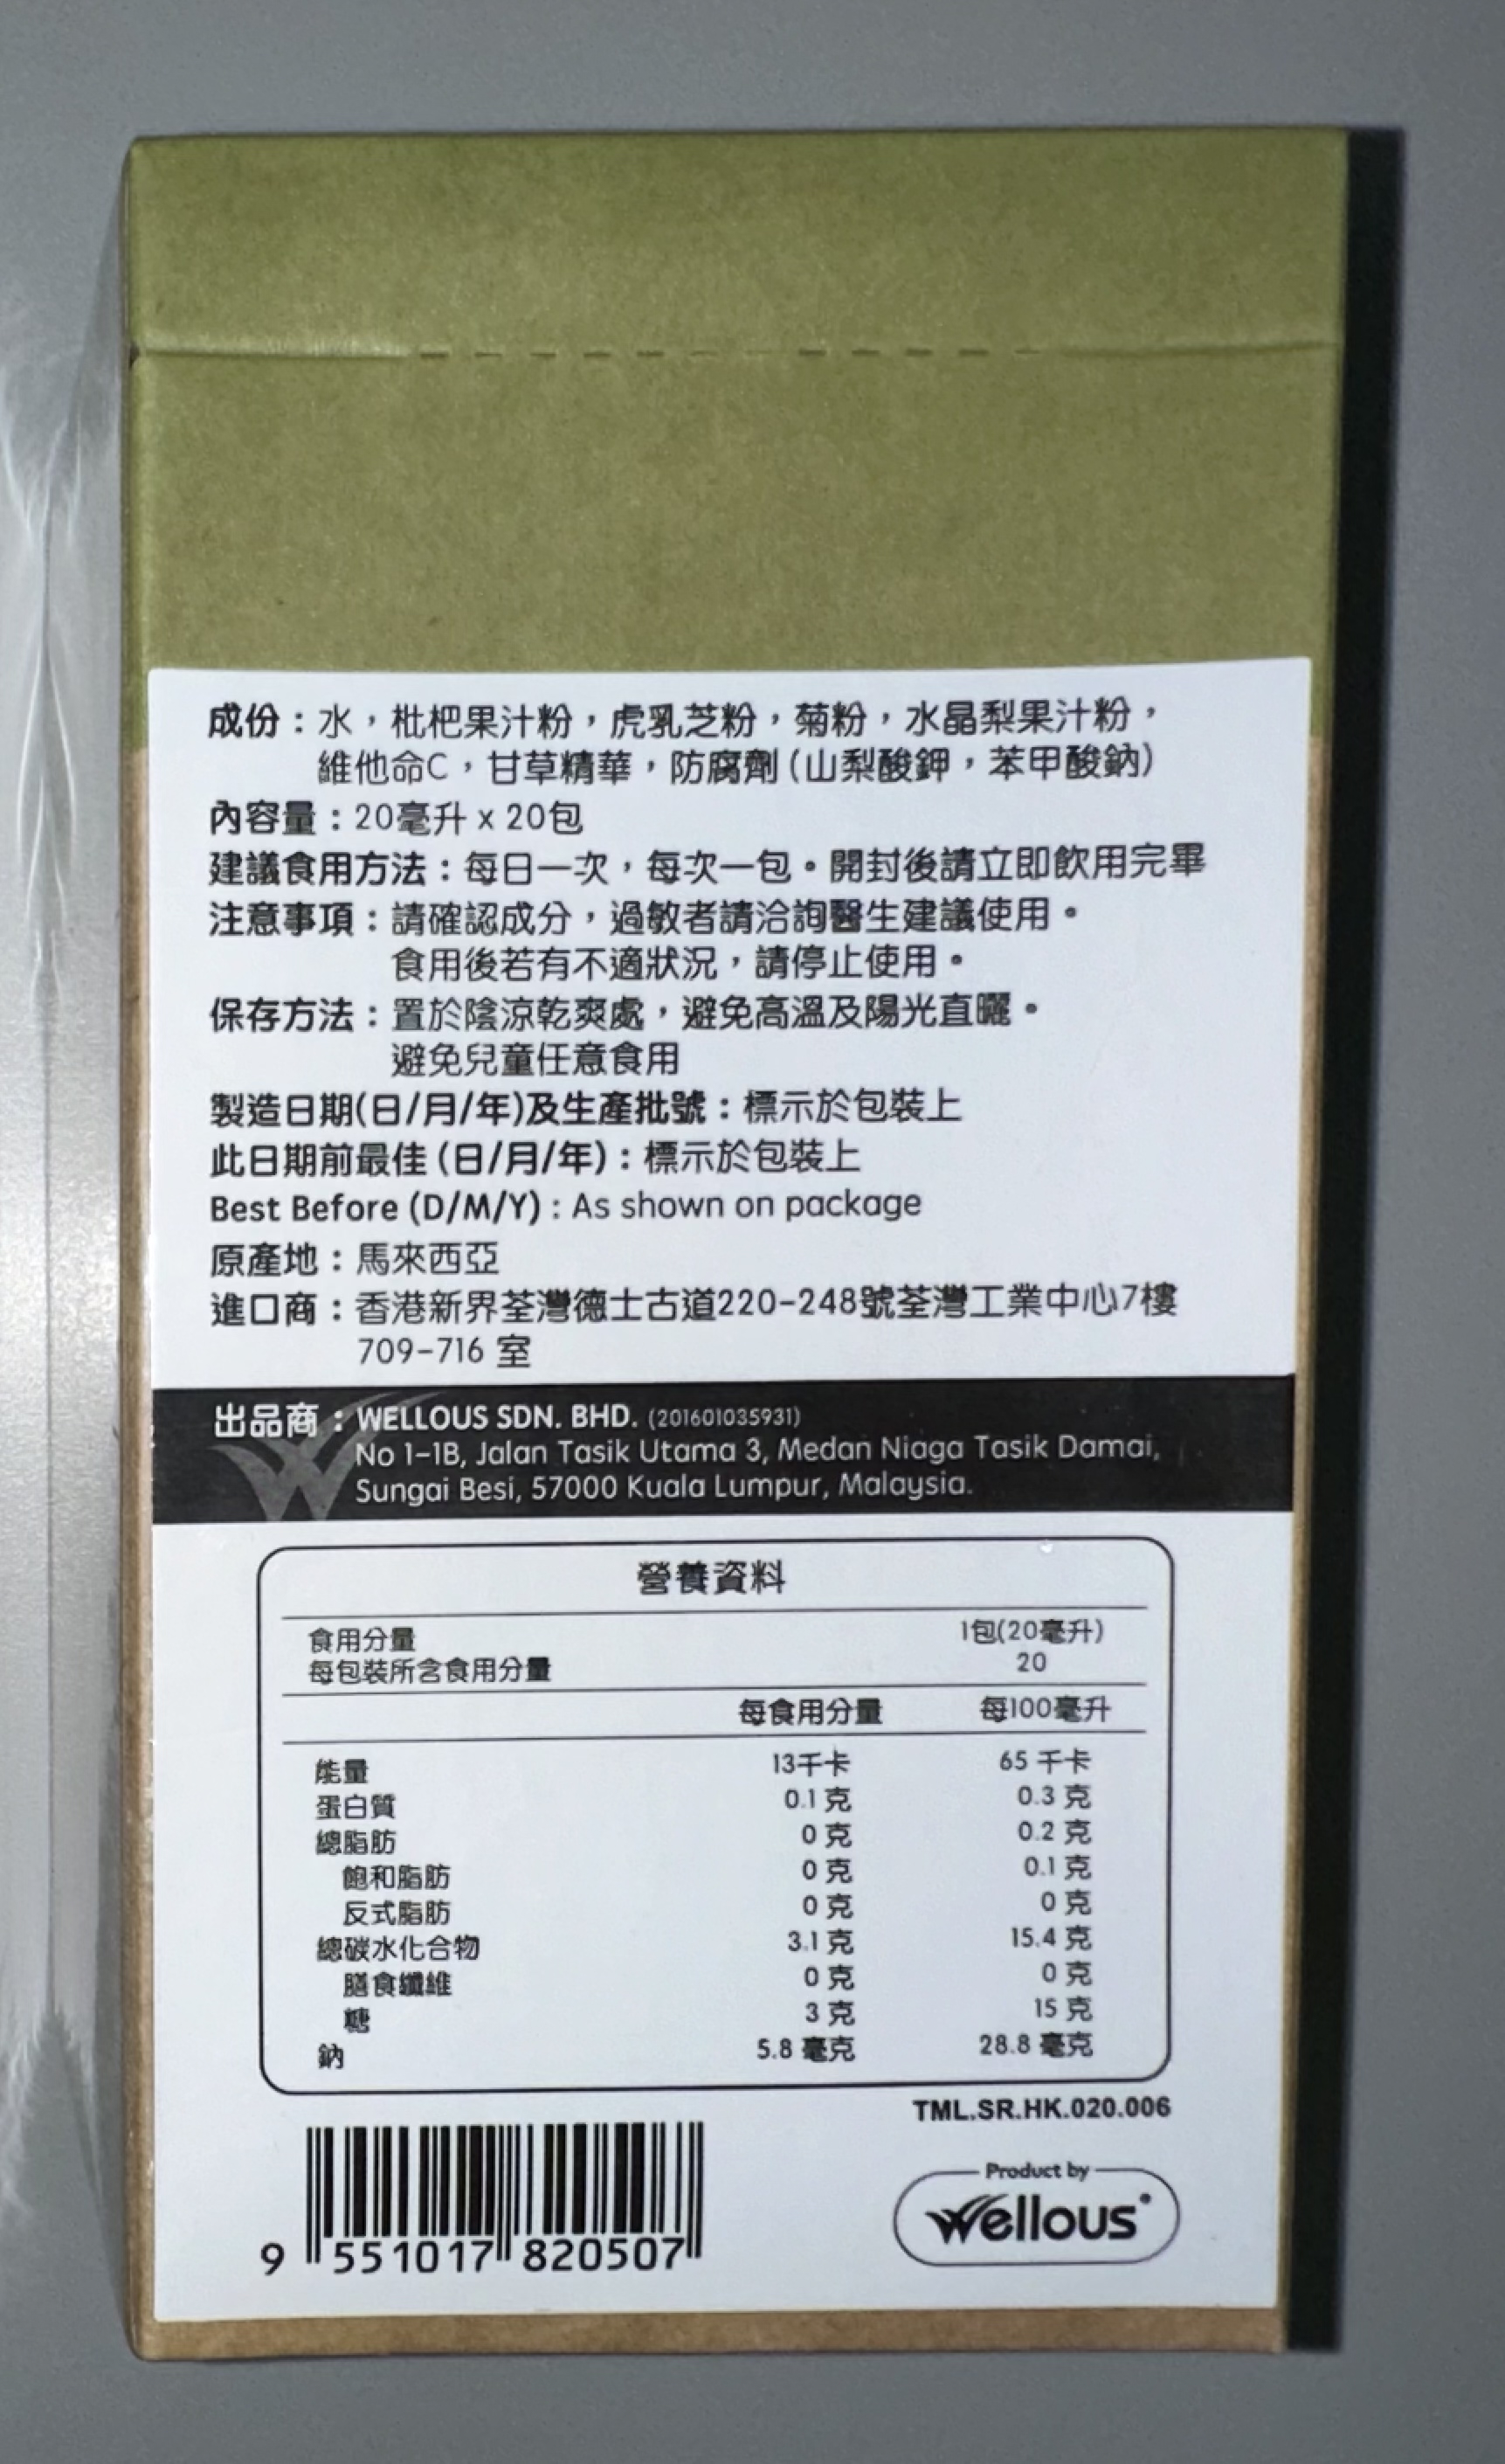 成份：水，枇杷果汁粉，虎乳芝粉，菊粉，水晶梨果汁粉，
維他命C，甘草精華，防腐劑 (山梨酸鉀，苯甲酸鈉)
內容量：20毫升 x 20包
建議食用方法：每日一次，每次一包。開封後請立即飲用完畢
注意事項：請確認成分，過敏者請洽詢醫生建議使用。
食用後若有不適狀況，請停止使用。
保存方法：置於陰涼乾爽處，避免高溫及陽光直曬。
避免兒童任意食用
製造日期(日/月/年)及生產批號：標示於包裝上
此日期前最佳 (日/月/年)：標示於包裝上
Best Before (D/M/Y) : As shown on package
原產地：馬來西亞
進口商：香港新界荃灣德士古道220-248號荃灣工業中心7樓
709-716 室
出品商：WELLOUS SDN. BHD. (201601035931)
No 1-1B, Jalan Tasik Utama 3, Medan Niaga Tasik Damai,
Sungai Besi, 57000 Kuala Lumpur, Malaysia.
營養資料
食用分量 1包(20毫升)
每包裝所含食用分量 20
每食用分量 每100毫升
能量 13千卡 65 千卡
蛋白質 0.1 克 0.3 克
總脂肪 0 克 0.2 克
飽和脂肪 0 克 0.1 克
反式脂肪 0 克 0 克
總碳水化合物 3.1 克 15.4 克
膳食纖維 0 克 0 克
糖 3 克 15 克
鈉 5.8 毫克 28.8 毫克
TML.SR.HK.020.006
Product by
Wellous
9 551017 820507